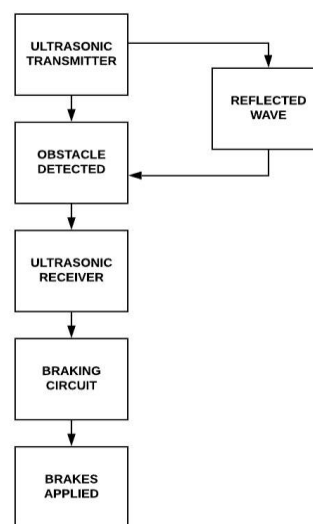 ULTRASONIC
TRANSMITTER
REFLECTED
WAVE
OBSTACLE
DETECTED
ULTRASONIC
RECEIVER
BRAKING
CIRCUIT
BRAKES
APPLIED